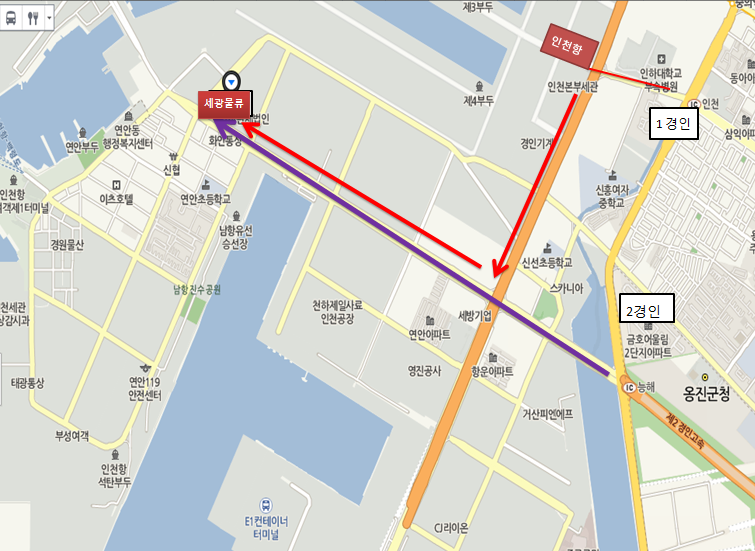 제3부두
인천항
중의
인하대학교
부속병원
동아아
인천본부세관
IC 인천
제4부두
세광물류
1경인
삼익아
화인통상
연안동
행정복지센터
연안부두
경인기계
신협
신흥여자
중학교
인천항
여객제1터미널
이츠호텔
연안초등학교
남항유선
승선장
경원물산
신선초등학교
스카니아
남항진수공원
2경인
천하제일사료
인천공장
세방기업
연안아파트
금호어울림
2단지아파트
태광통상
연안119
안전센터
영진공사
항운아파트
IC 능해
옹진군청
거산피엔에프
제2경인고속
부성여객
인천항
석탄부두
E1컨테이너
터미널
CJ라이온